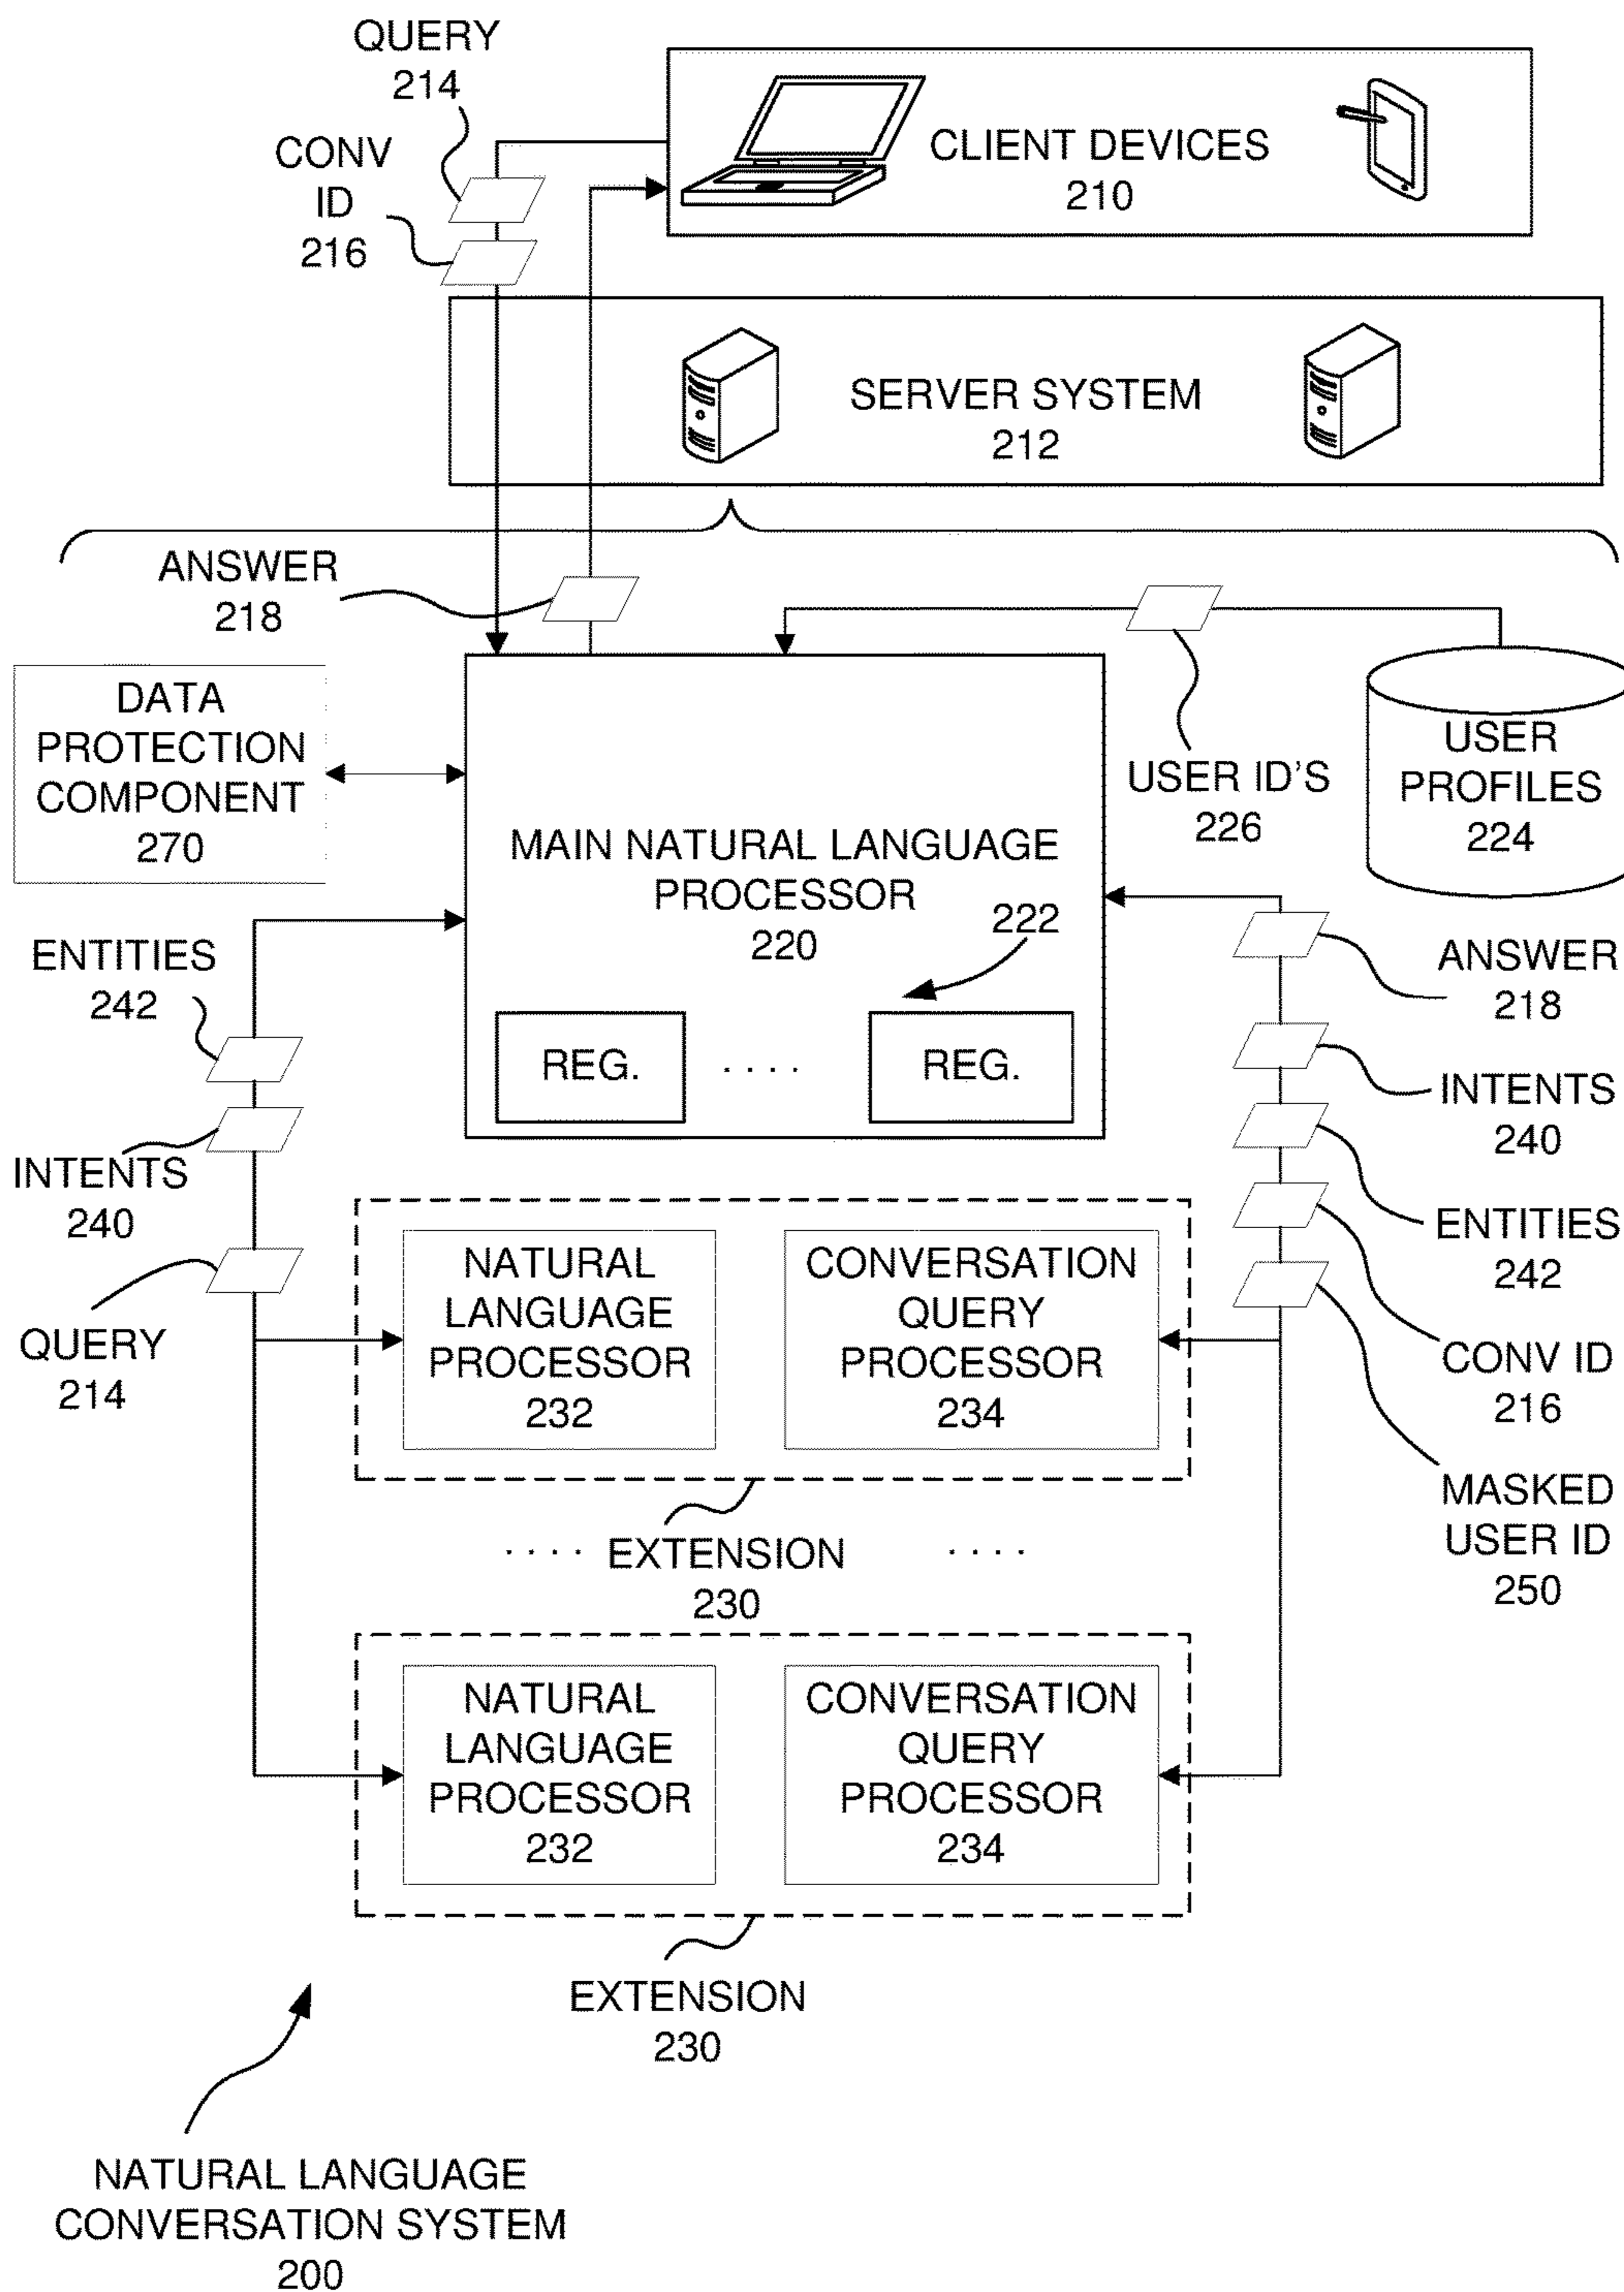 QUERY
214
CONV
ID
216
CLIENT DEVICES
210
SERVER SYSTEM
212
ANSWER
218
DATA
PROTECTION
COMPONENT
270
USER ID'S
226
USER
PROFILES
224
MAIN NATURAL LANGUAGE
PROCESSOR
220
222
REG.
. . . .
REG.
ENTITIES
242
INTENTS
240
QUERY
214
ANSWER
218
INTENTS
240
ENTITIES
242
CONV ID
216
MASKED
USER ID
250
NATURAL
LANGUAGE
PROCESSOR
232
CONVERSATION
QUERY
PROCESSOR
234
. . . . EXTENSION . . . .
230
NATURAL
LANGUAGE
PROCESSOR
232
CONVERSATION
QUERY
PROCESSOR
234
EXTENSION
230
NATURAL LANGUAGE
CONVERSATION SYSTEM
200